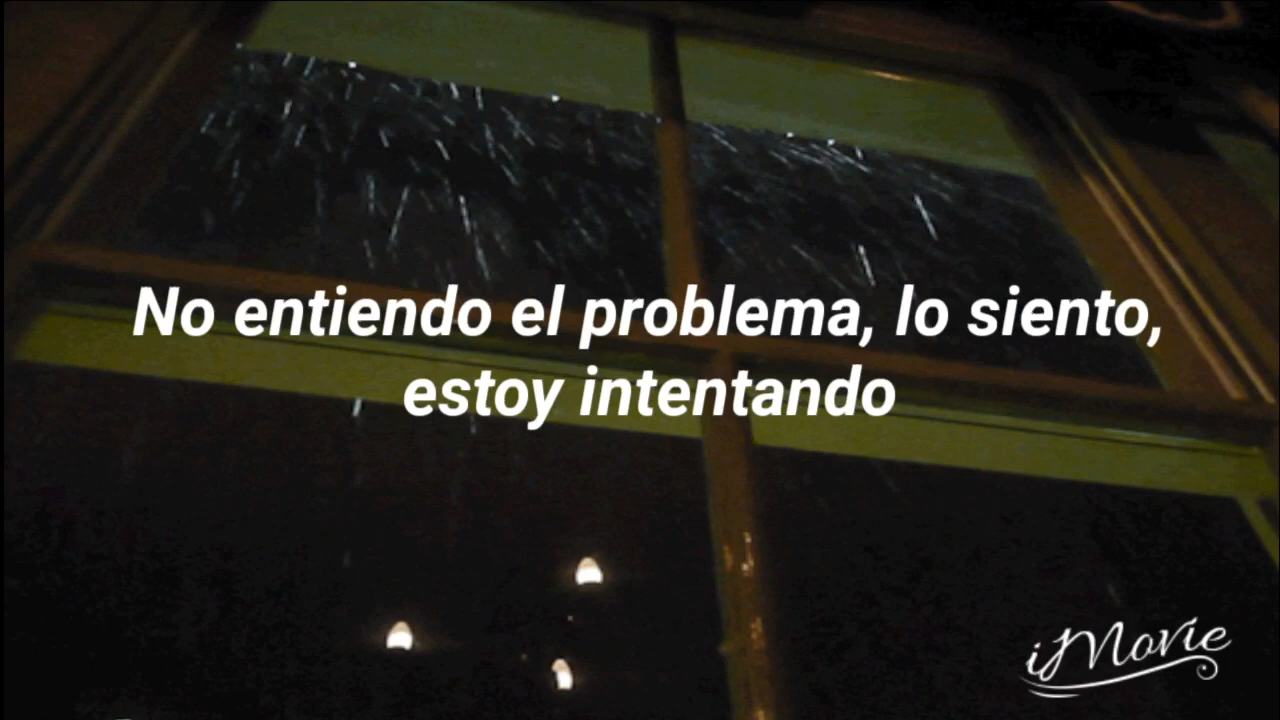 No entiendo el problema, lo siento,
estoy intentando
iMovie